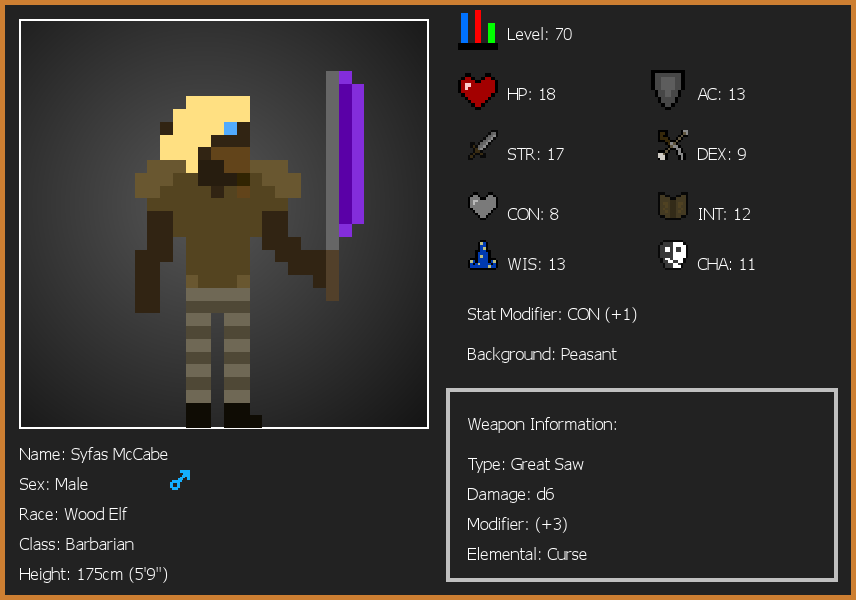 Level: 70
HP: 18
AC: 13
STR: 17
DEX: 9
CON: 8
INT: 12
WIS: 13
CHA: 11
Stat Modifier: CON (+1)
Background: Peasant
Weapon Information:
Type: Great Saw
Damage: d6
Modifier: (+3)
Elemental: Curse
Name: Syfas McCabe
Sex: Male
Race: Wood Elf
Class: Barbarian
Height: 175cm (5'9")